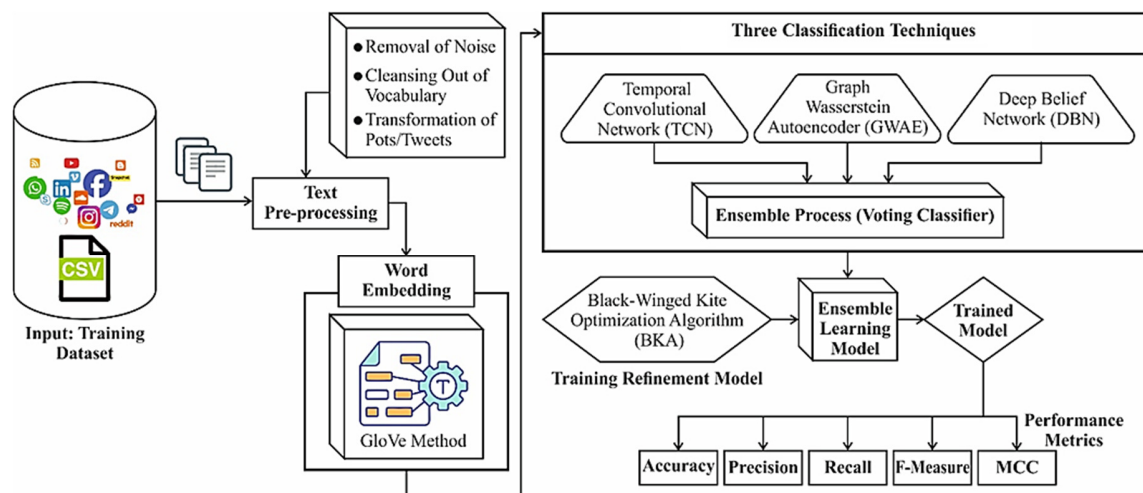 Removal of Noise
Cleansing Out of
Vocabulary
Transformation of
Pots/Tweets
reddit
CSV
Input: Training
Dataset
Text
Pre-processing
Word
Embedding
T
GloVe Method
Three Classification Techniques
Temporal
Convolutional
Network (TCN)
Graph
Wasserstein
Autoencoder (GWAE)
Deep Belief
Network (DBN)
Ensemble Process (Voting Classifier)
Black-Winged Kite
Optimization Algorithm
(BKA)
Training Refinement Model
Ensemble
Learning
Model
Trained
Model
Performance
Metrics
Accuracy
Precision
Recall
F-Measure
MCC